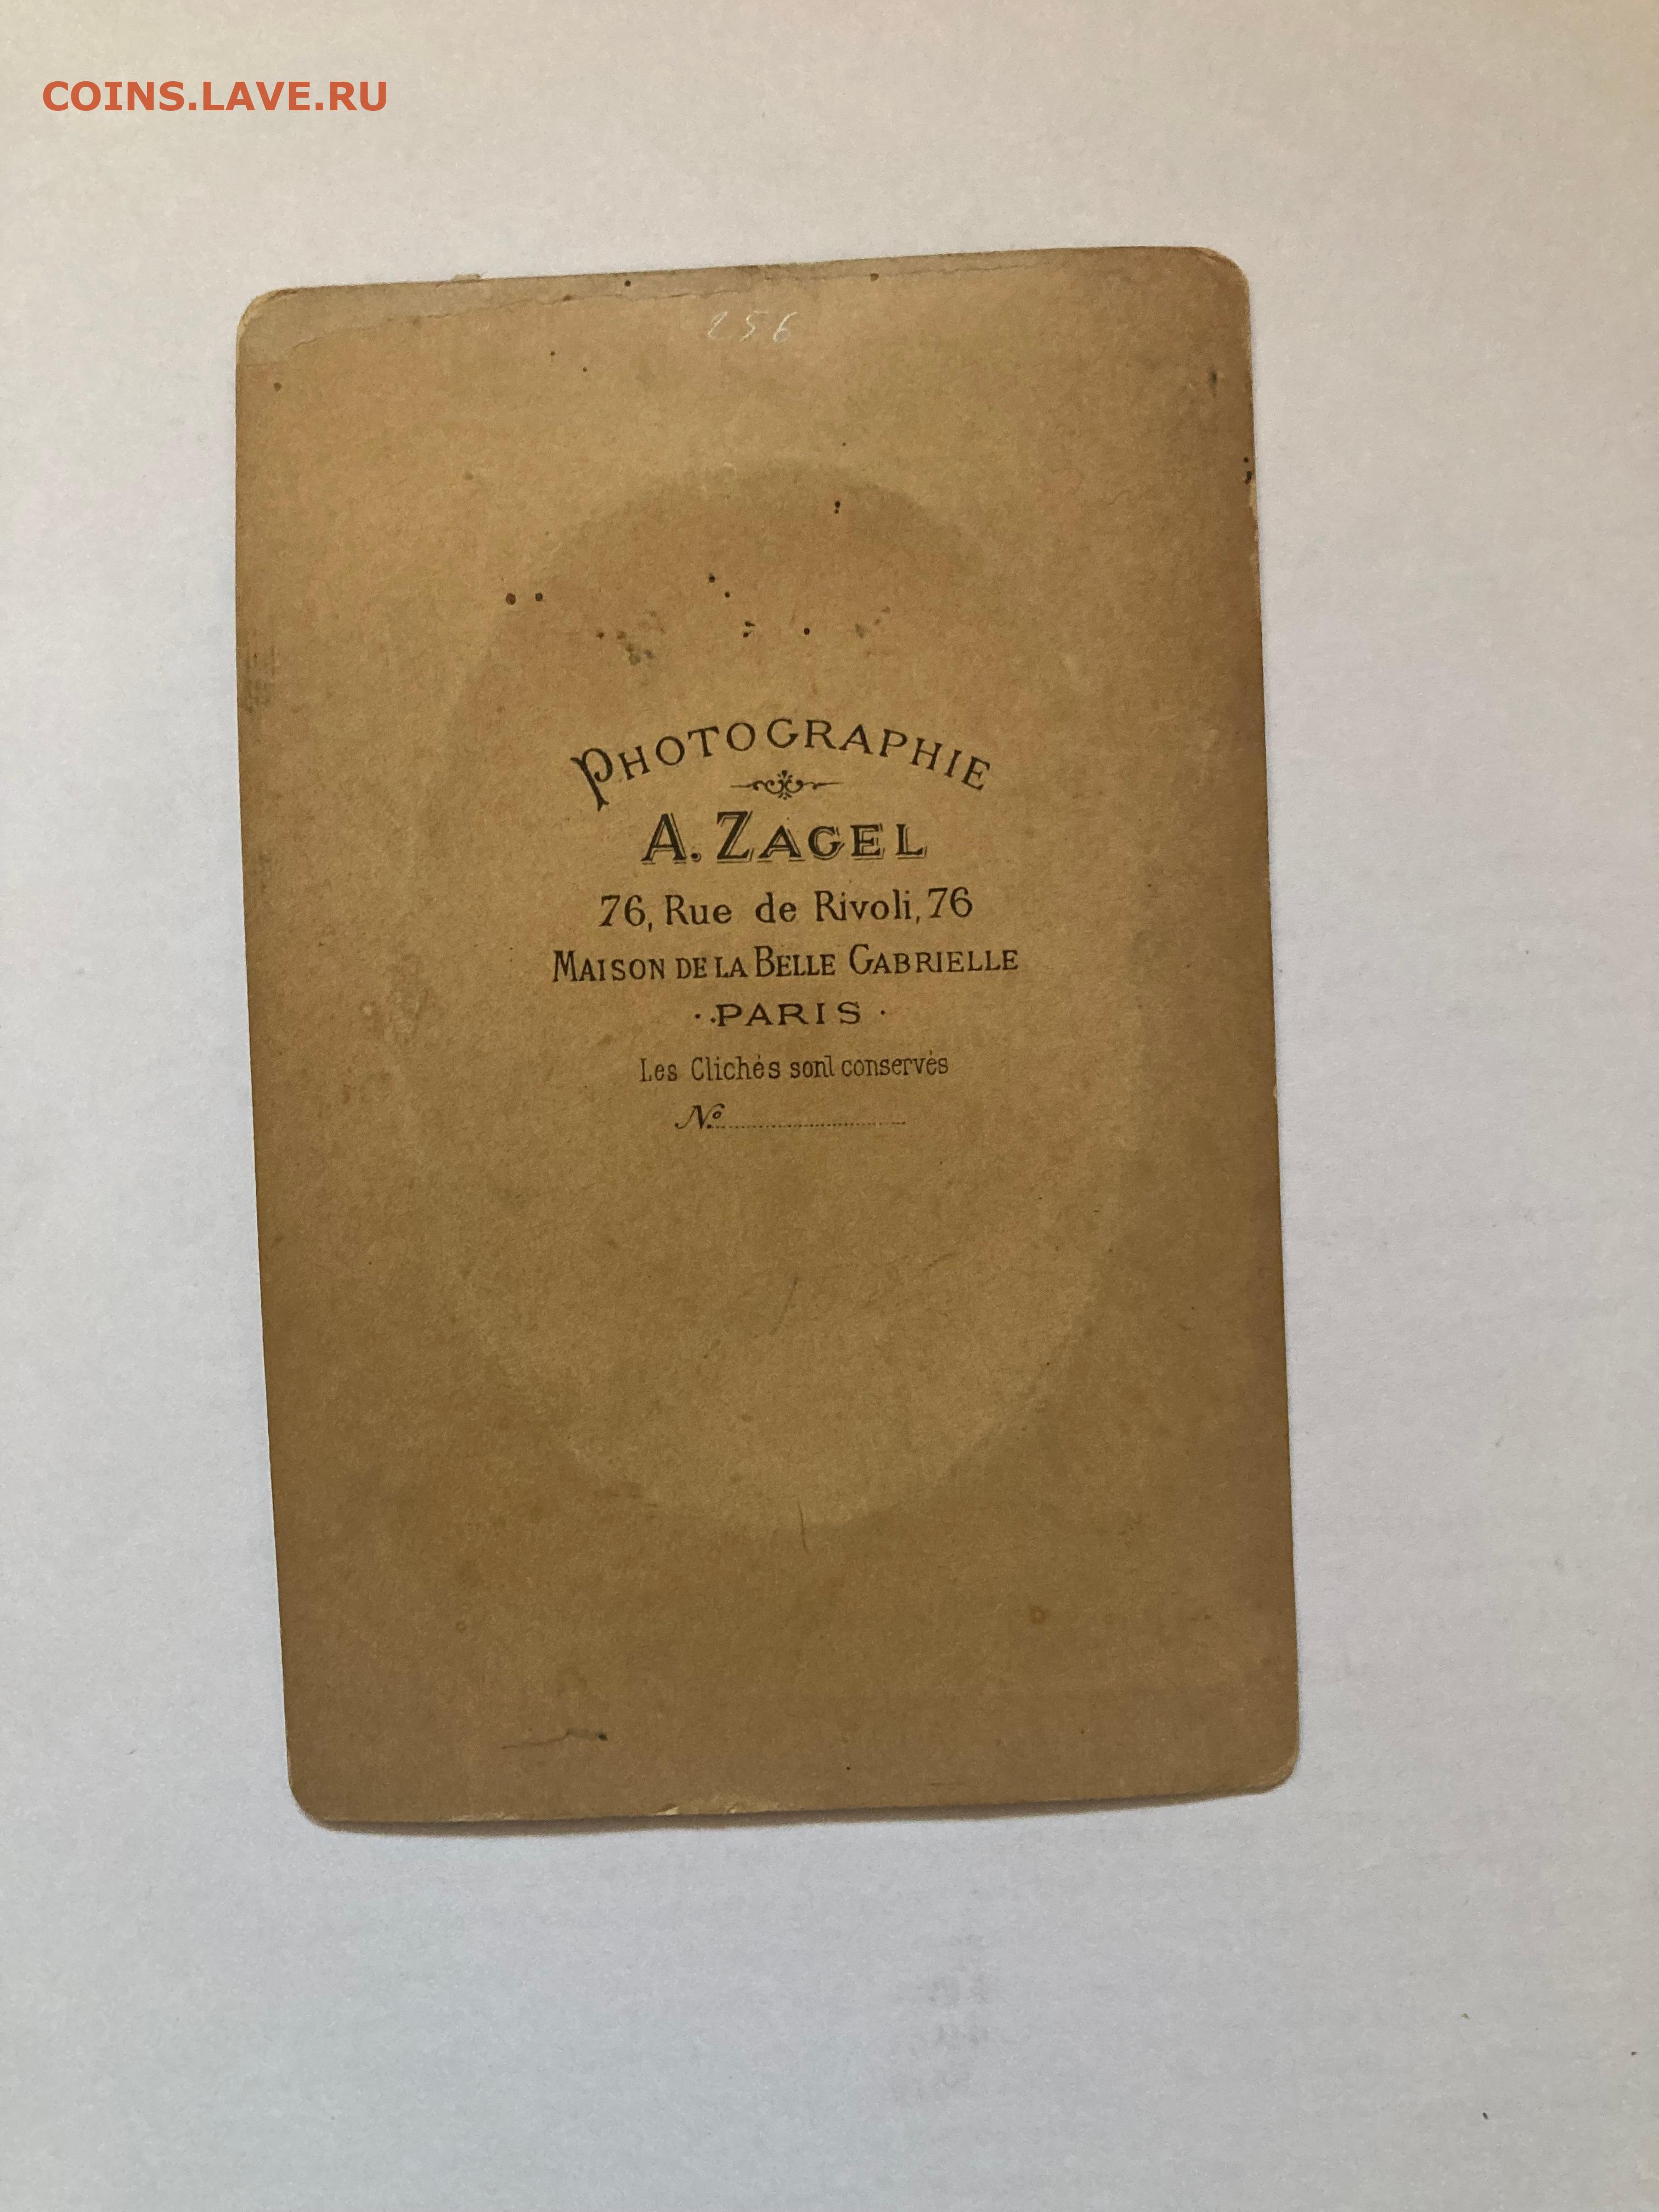 COINS.LAVE.RU
256
PHOTOGRAPHIE
A. ZAGEL
76, Rue de Rivoli, 76
MAISON DE LA BELLE GABRIELLE
· PARIS ·
Les Clichés sont conservés
Nº